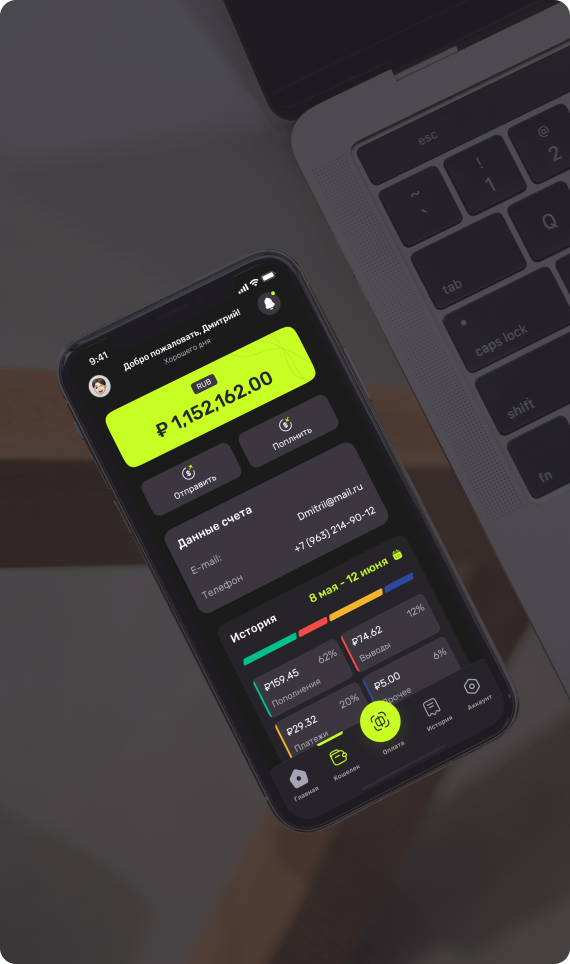 esc
~
`
!
1
@
2
tab
Q
caps lock
shift
fn
9:41
Добро пожаловать, Дмитрий!
Хорошего дня
RUB
₽ 1,152,162.00
Отправить
Поплнить
Данные счета
E-mail:
Dmitrii@mail.ru
Телефон
+7 (963) 214-90-12
История
8 мая - 12 июня
₽159.45
62%
Пополнения
₽74.62
12%
Выводы
₽29.32
20%
Платежи
₽5.00
6%
Прочее
Главная
Кошелек
Оплата
История
Аккаунт